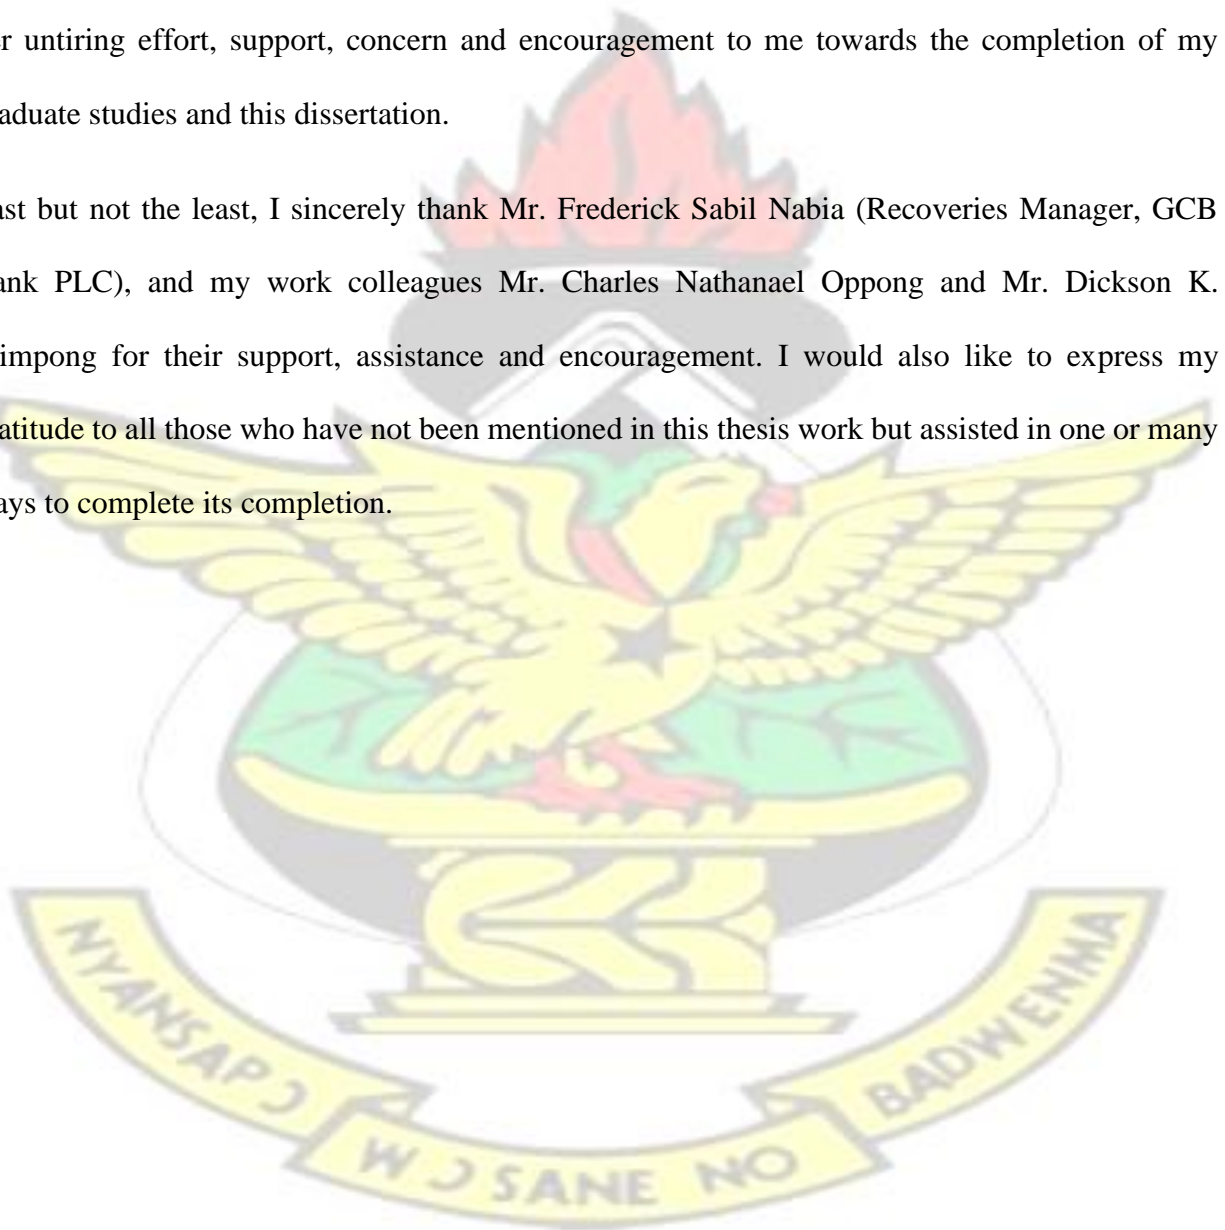 r untiring effort, support, concern and encouragement to me towards the completion of my
aduate studies and this dissertation.
ast but not the least, I sincerely thank Mr. Frederick Sabil Nabia (Recoveries Manager, GCB
ank PLC), and my work colleagues Mr. Charles Nathanael Oppong and Mr. Dickson K.
impong for their support, assistance and encouragement. I would also like to express my
atitude to all those who have not been mentioned in this thesis work but assisted in one or many
ays to complete its completion.
NYANSAPƆ
WƆSANE NO
BADWENMA